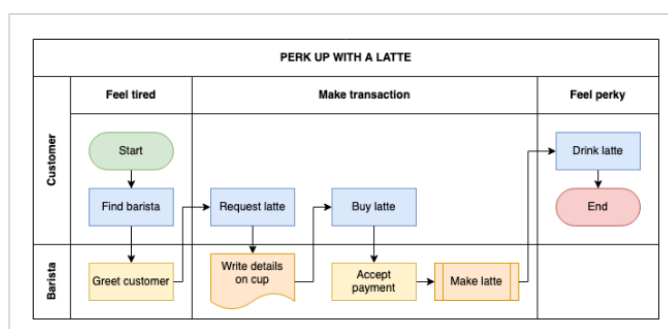 PERK UP WITH A LATTE
Feel tired
Make transaction
Feel perky
Customer
Start
Drink latte
Find barista
Request latte
Buy latte
End
Barista
Greet customer
Write details
on cup
Accept
payment
Make latte